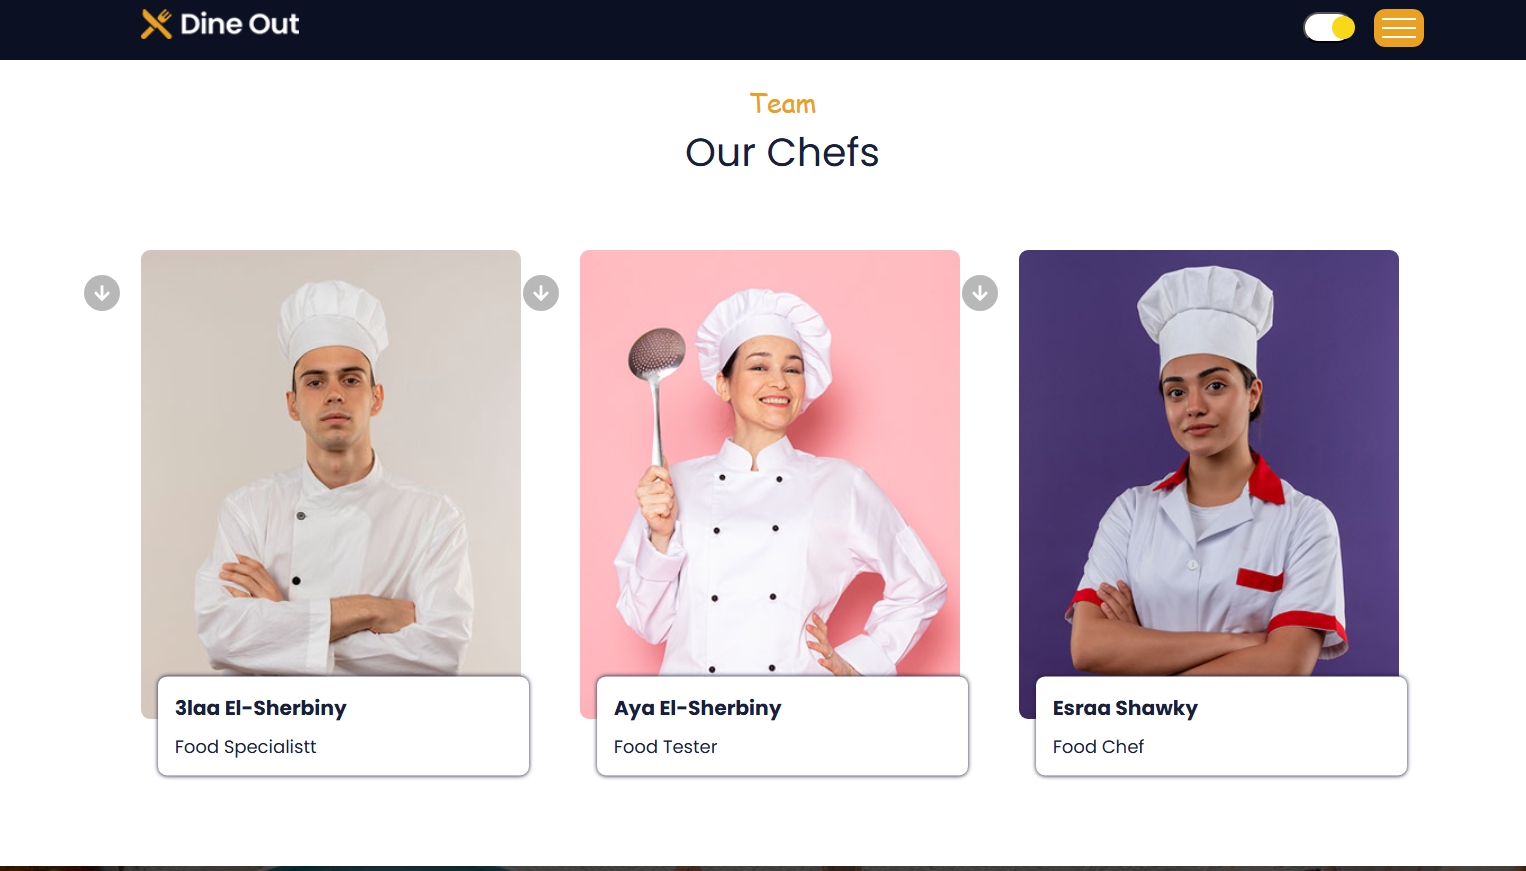 Dine Out
Team
Our Chefs
3laa El-Sherbiny
Food Specialistt
Aya El-Sherbiny
Food Tester
Esraa Shawky
Food Chef